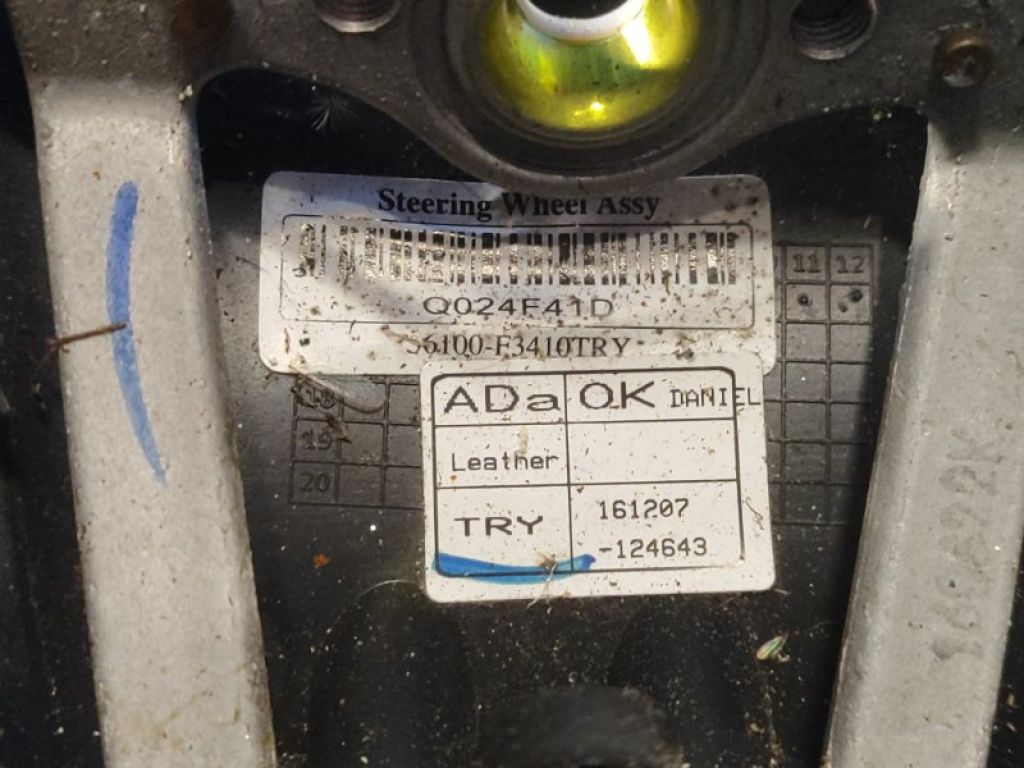 Steering Wheel Assy
Q024F41D
56100-F3410TRY
11 12
18
19
20
ADa OK DANIEL
Leather
TRY 161207
-124643